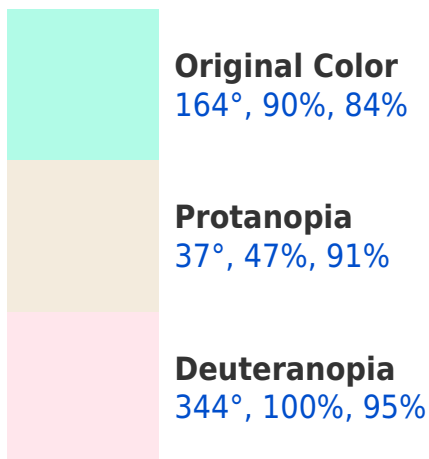 Original Color
164°, 90%, 84%
Protanopia
37°, 47%, 91%
Deuteranopia
344°, 100%, 95%